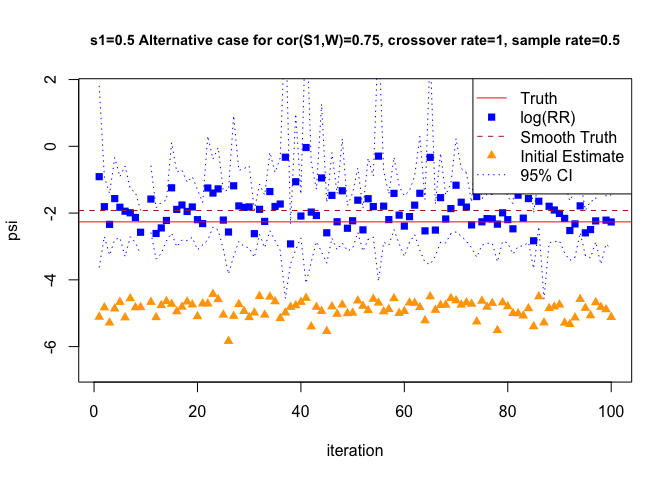 s1=0.5 Alternative case for cor(S1,W)=0.75, crossover rate=1, sample rate=0.5
2
0
-2
-4
-6
psi
Truth
log(RR)
Smooth Truth
Initial Estimate
95% CI
0
20
40
60
80
100
iteration